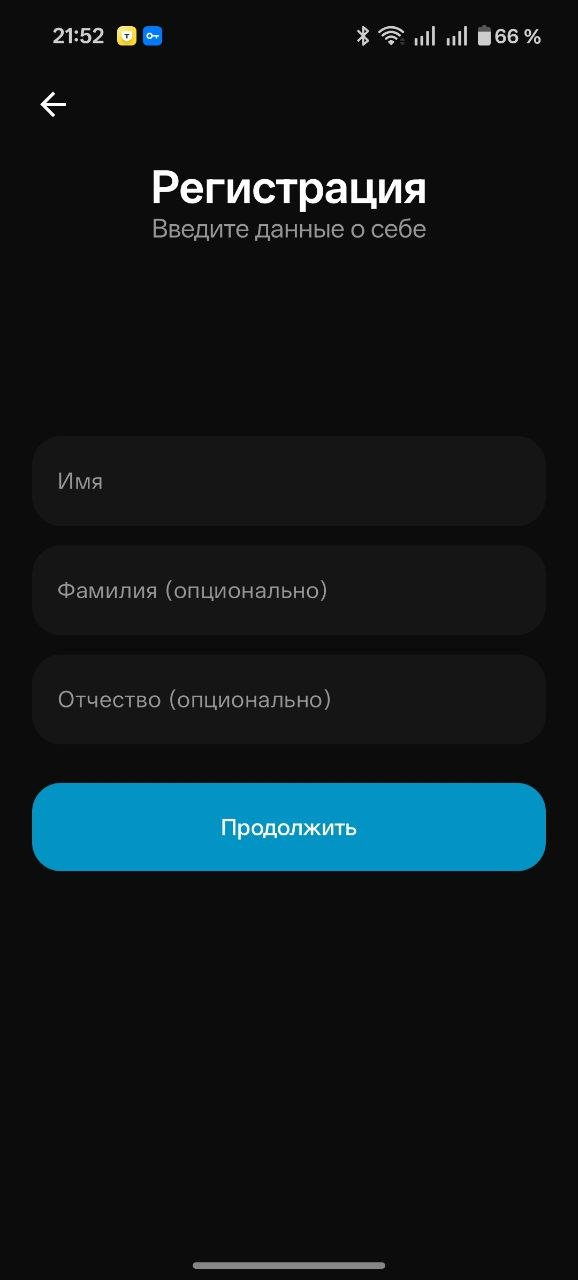 21:52
66 %
Регистрация
Введите данные о себе
Имя
Фамилия (опционально)
Отчество (опционально)
Продолжить